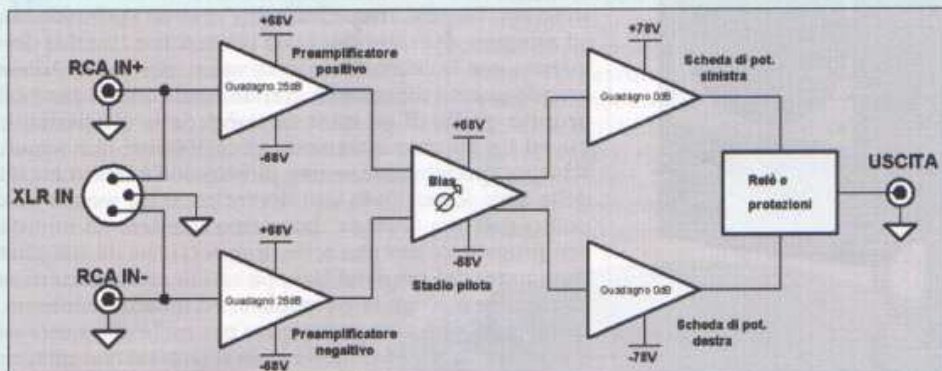 +68V
Preamplificatore
positivo
RCA IN+
Guadagno 26dB
-68V
XLR IN
+68V
Guadagno 26dB
RCA IN-
Preamplificatore
negaitivo
-68V
+68V
Bias
-68V
Stadio pilota
+78V
Scheda di pot.
sinistra
Guadagno 0dB
Relè e
protezioni
USCITA
Guadagno 0dB
Scheda di pot.
destra
-78V